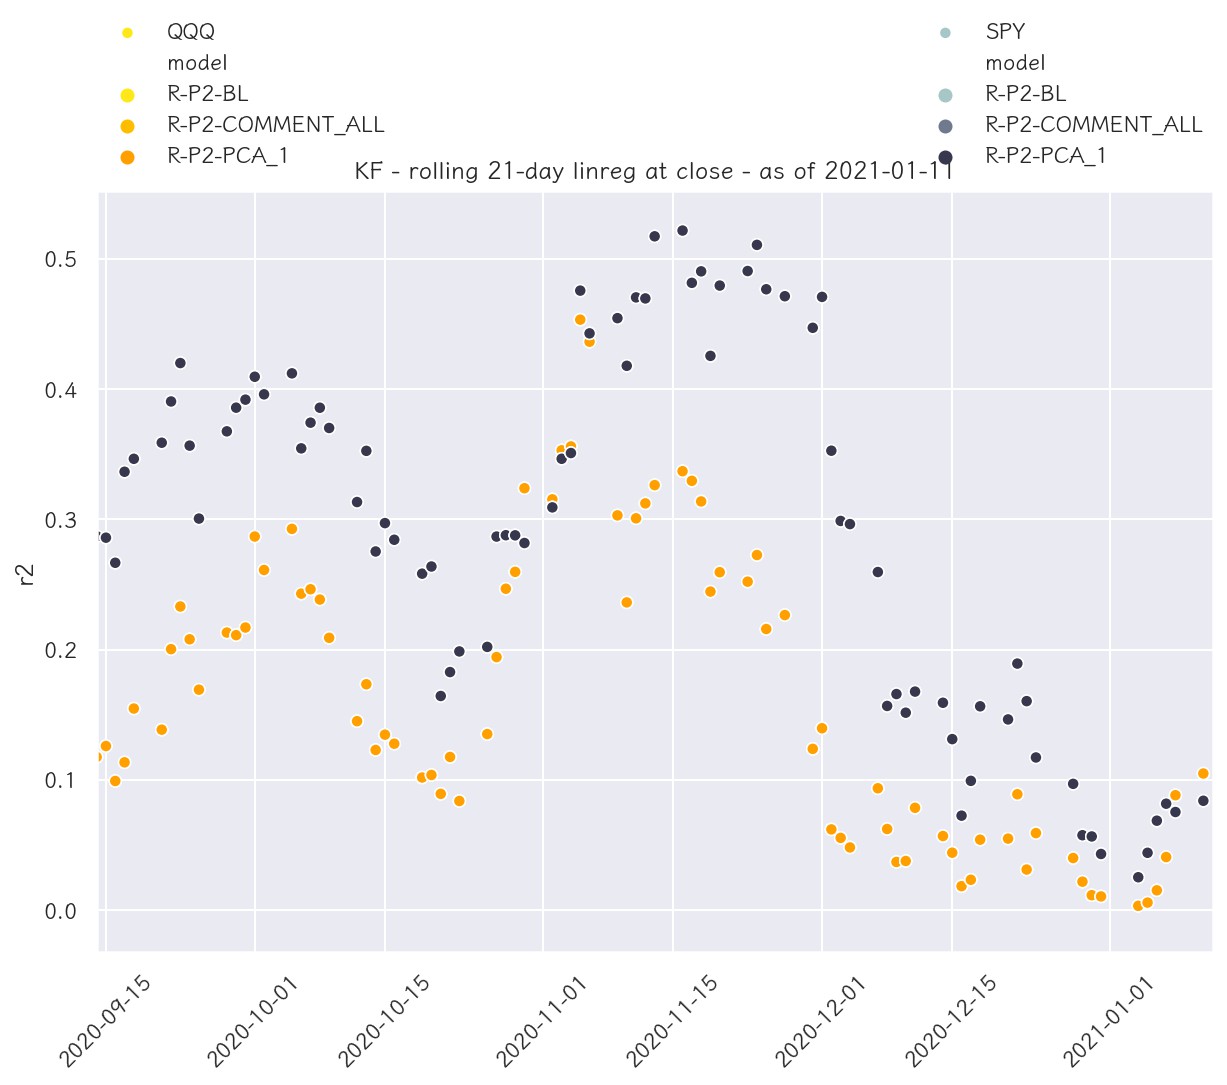 QQQ
model
R-P2-BL
R-P2-COMMENT_ALL
R-P2-PCA_1
SPY
model
R-P2-BL
R-P2-COMMENT_ALL
R-P2-PCA_1
KF - rolling 21-day linreg at close - as of 2021-01-11
r2
0.5
0.4
0.3
0.2
0.1
0.0
2020-09-15
2020-10-01
2020-10-15
2020-11-01
2020-11-15
2020-12-01
2020-12-15
2021-01-01